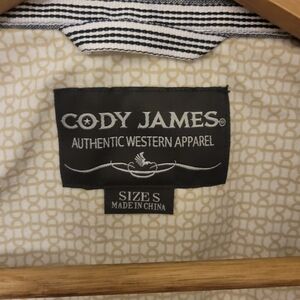 CODY JAMES®
AUTHENTIC WESTERN APPAREL
SIZE S
MADE IN CHINA